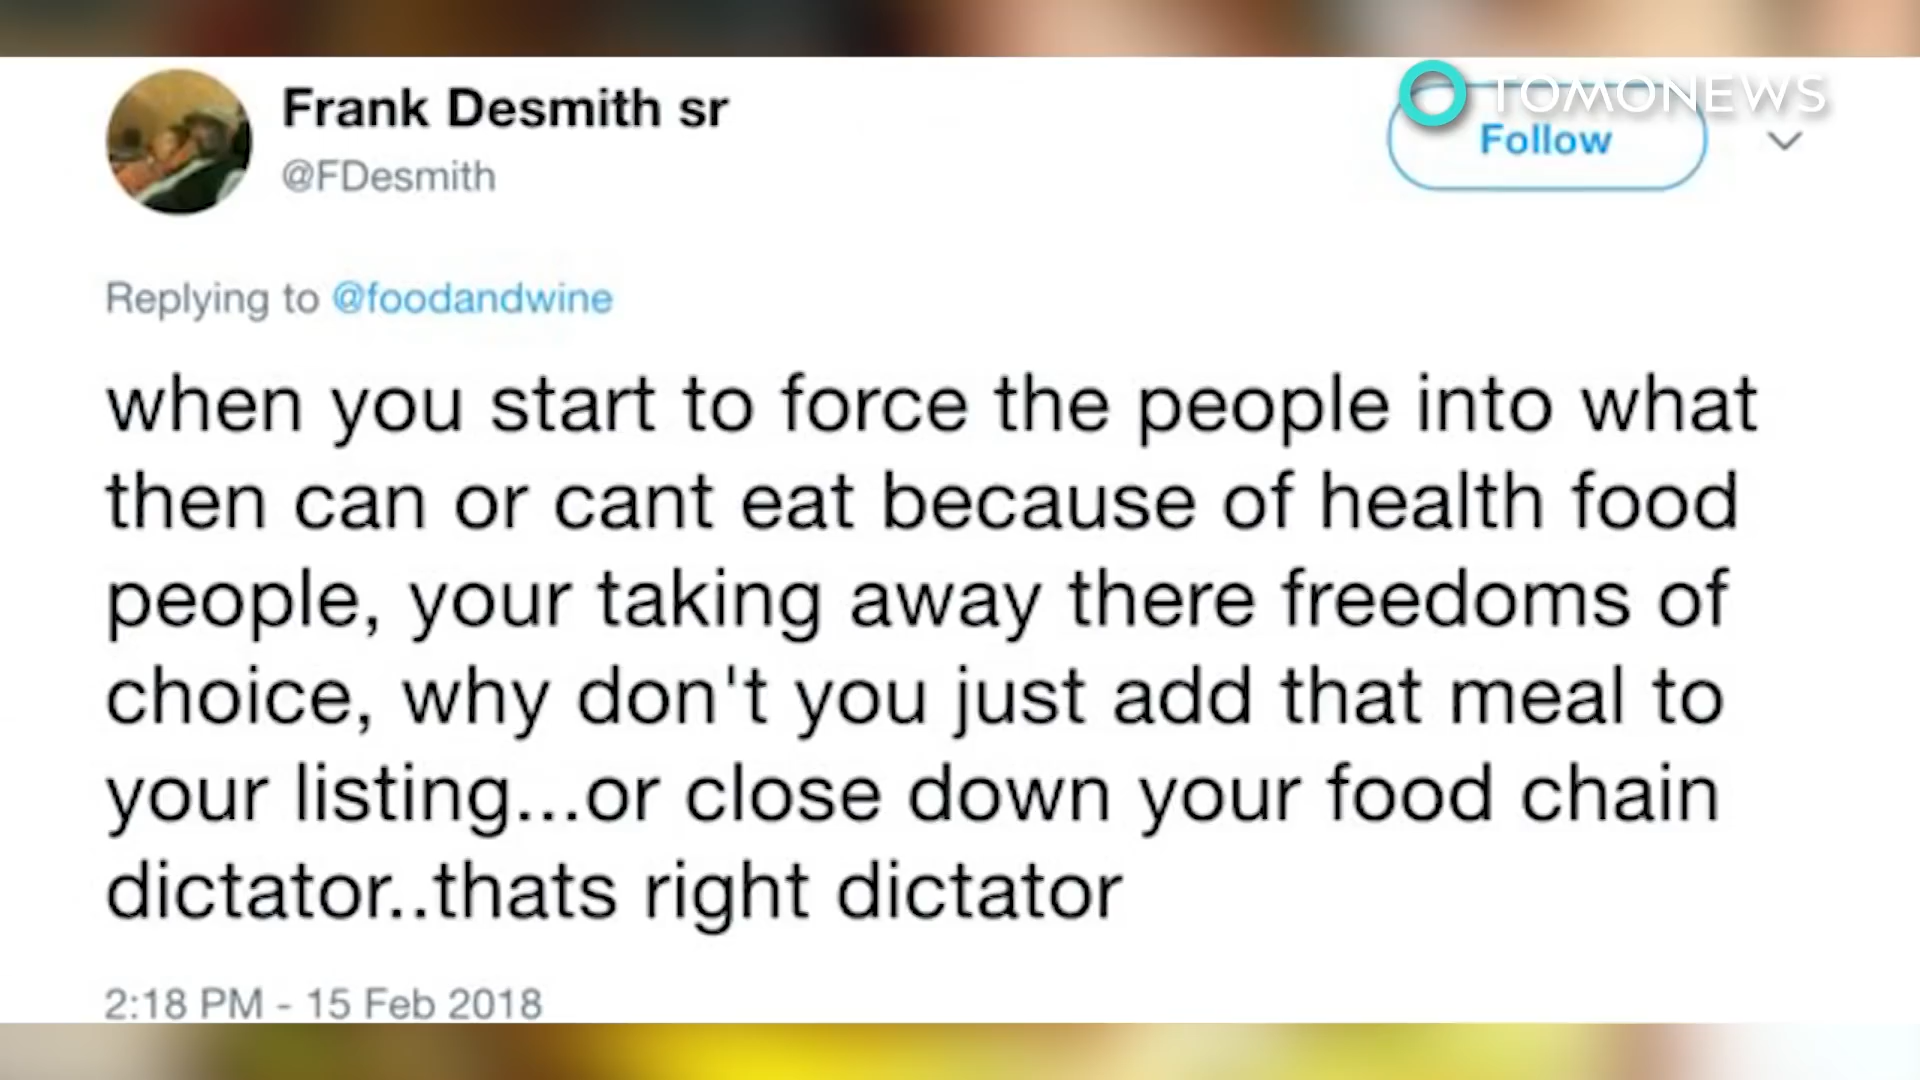 TOMONEWS
Frank Desmith sr
@FDesmith
Follow
Replying to @foodandwine
when you start to force the people into what
then can or cant eat because of health food
people, your taking away there freedoms of
choice, why don't you just add that meal to
your listing...or close down your food chain
dictator..thats right dictator
2:18 PM - 15 Feb 2018